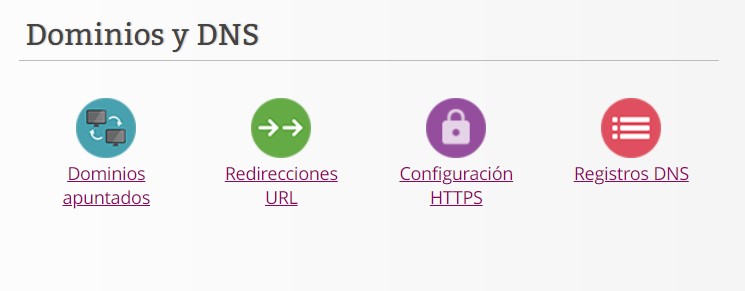 Dominios y DNS
Dominios
apuntados
Redirecciones
URL
Configuración
HTTPS
Registros DNS